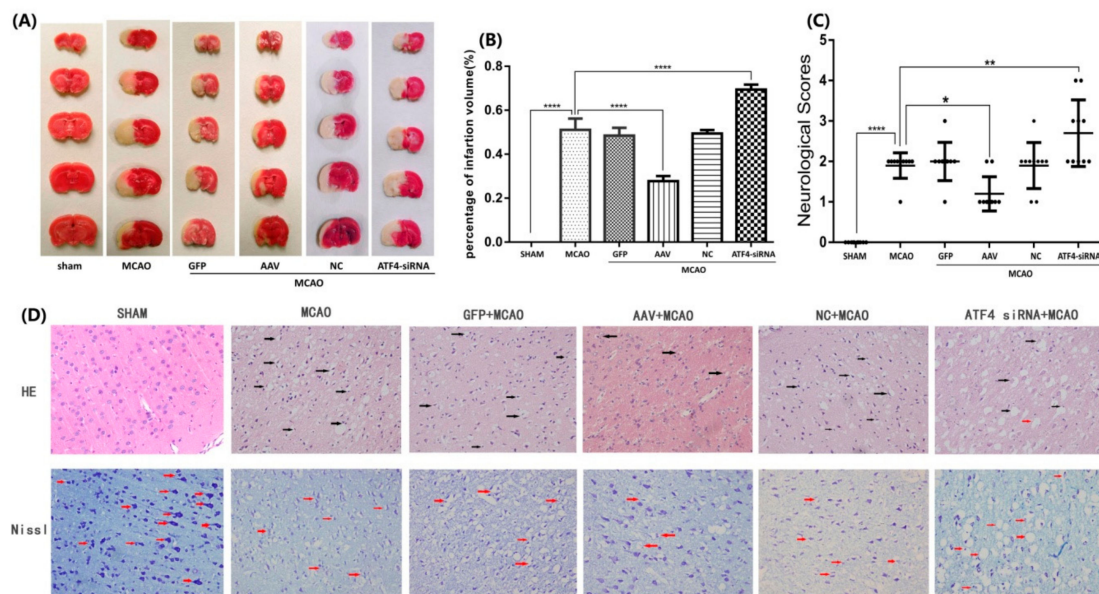 (A)
sham MCAO GFP AAV NC ATF4-siRNA
MCAO
(B)
percentage of infartion volume(%)
0.8
0.6
0.4
0.2
0.0
**** **** ****
SHAM MCAO GFP AAV NC ATF4-siRNA
MCAO
(C)
Neurological Scores
5
4
3
2
1
0
**** * **
SHAM MCAO GFP AAV NC ATF4-siRNA
MCAO
(D)
SHAM MCAO GFP+MCAO AAV+MCAO NC+MCAO ATF4 siRNA+MCAO
HE
Nissl